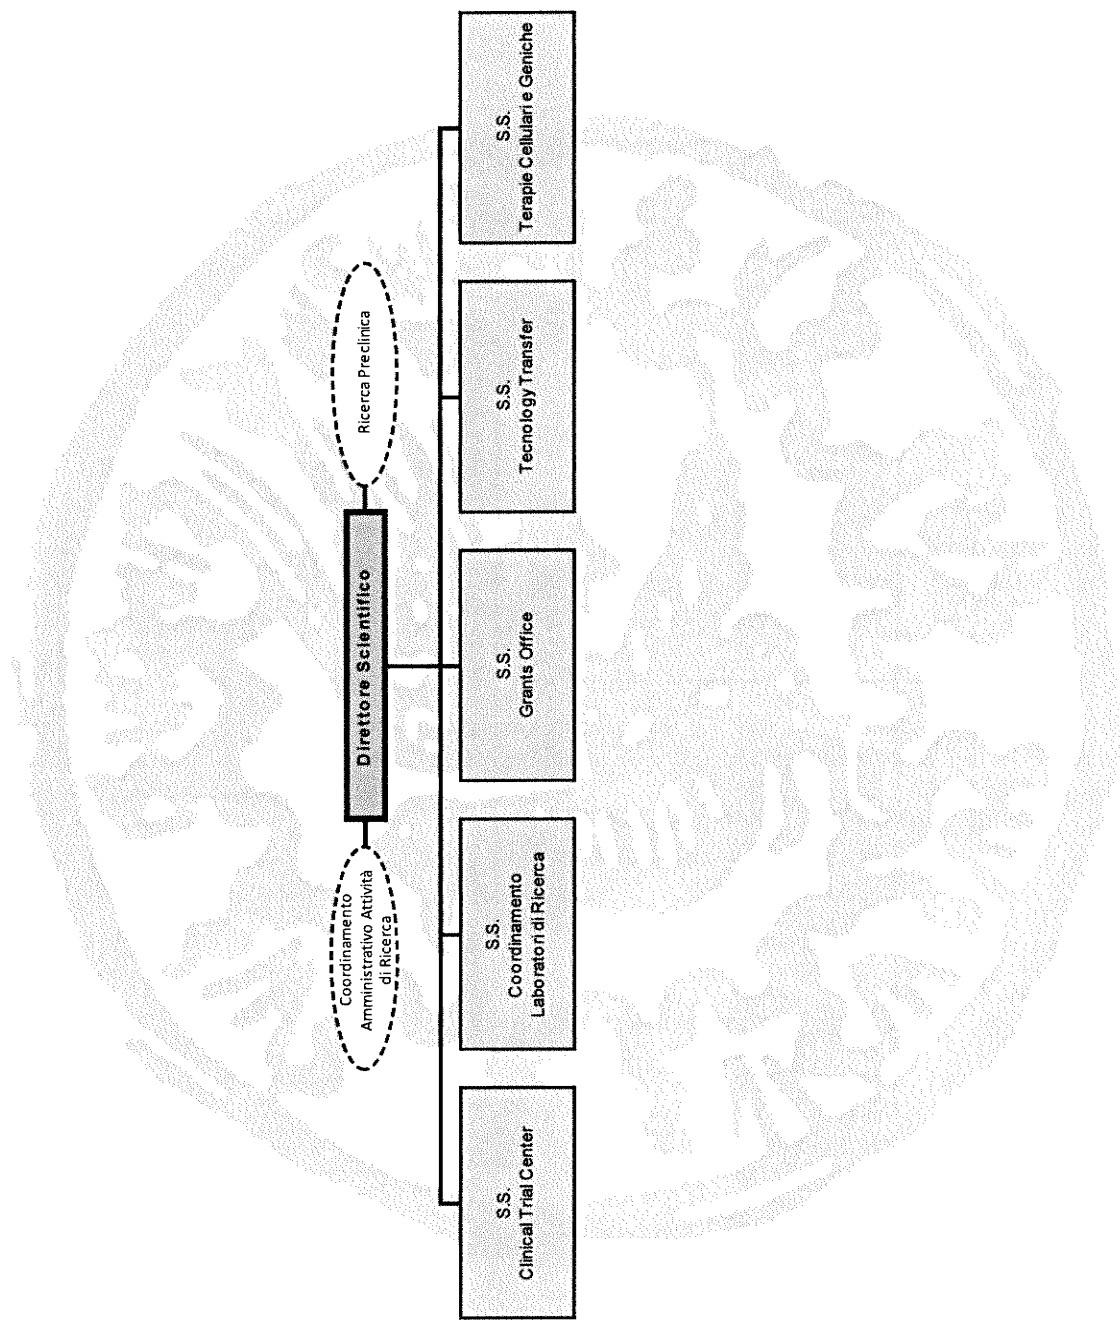 Coordinamento
Amministrativo Attività
di Ricerca
Direttore Scientifico
Ricerca Preclinica
S.S.
Clinical Trial Center
S.S.
Coordinamento
Laboratori di Ricerca
S.S.
Grants Office
S.S.
Tecnology Transfer
S.S.
Terapie Cellulari e Geniche